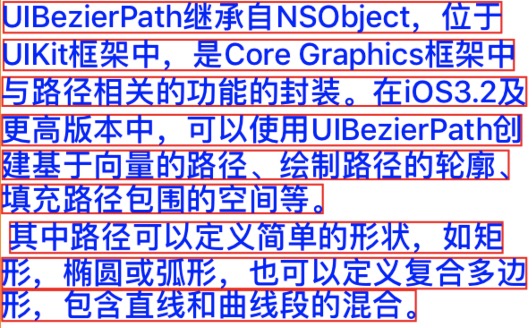 UIBezierPath继承自NSObject，位于
UIKit框架中，是Core Graphics框架中
与路径相关的功能的封装。在iOS3.2及
更高版本中，可以使用UIBezierPath创
建基于向量的路径、绘制路径的轮廓、
填充路径包围的空间等。
其中路径可以定义简单的形状，如矩
形，椭圆或弧形，也可以定义复合多边
形，包含直线和曲线段的混合。